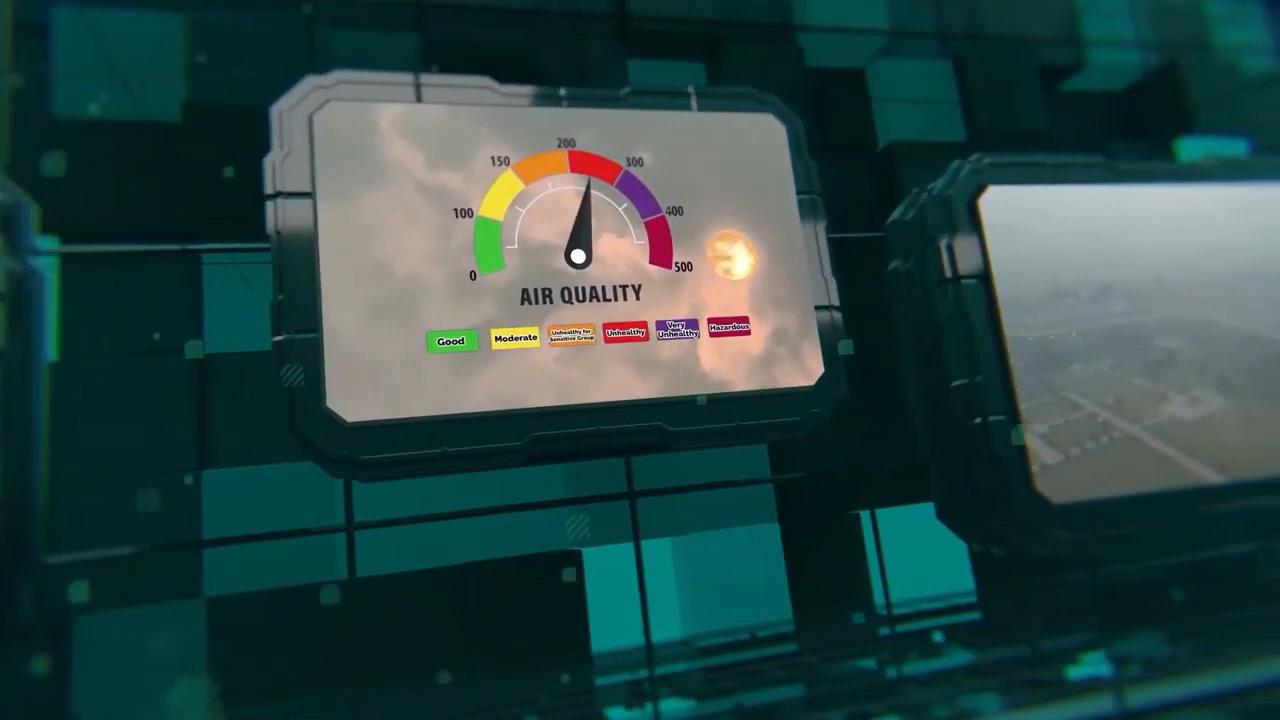 200
150
300
100
400
0
500
AIR QUALITY
Good
Moderate
Unhealthy for
Sensitive Group
Unhealthy
Very
Unhealthy
Hazardous